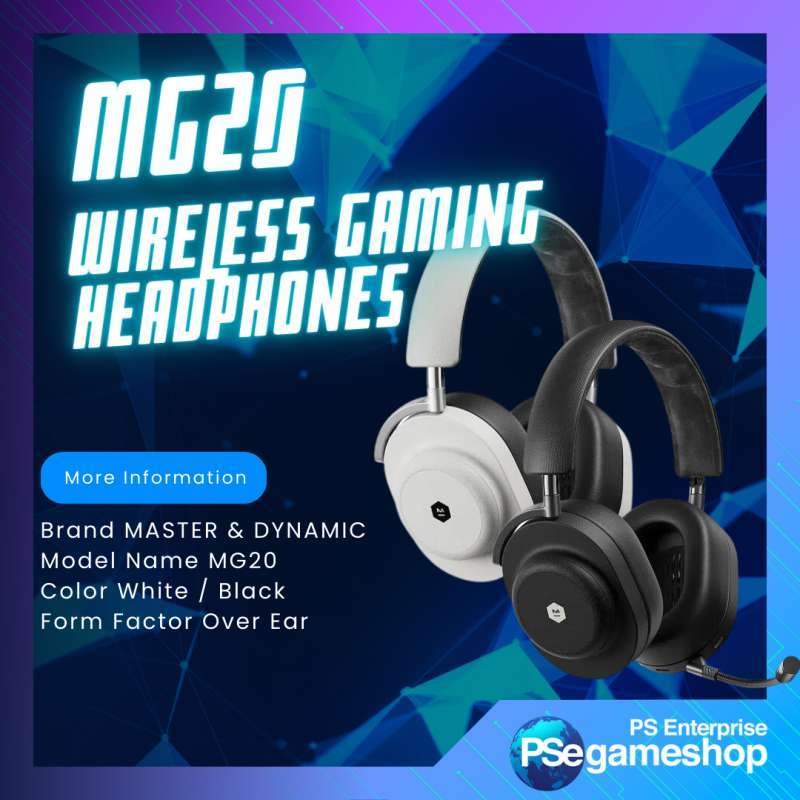 MG20
WIRELESS GAMING
HEADPHONES
More Information
Brand MASTER & DYNAMIC
Model Name MG20
Color White / Black
Form Factor Over Ear
PS Enterprise
PSegameshop